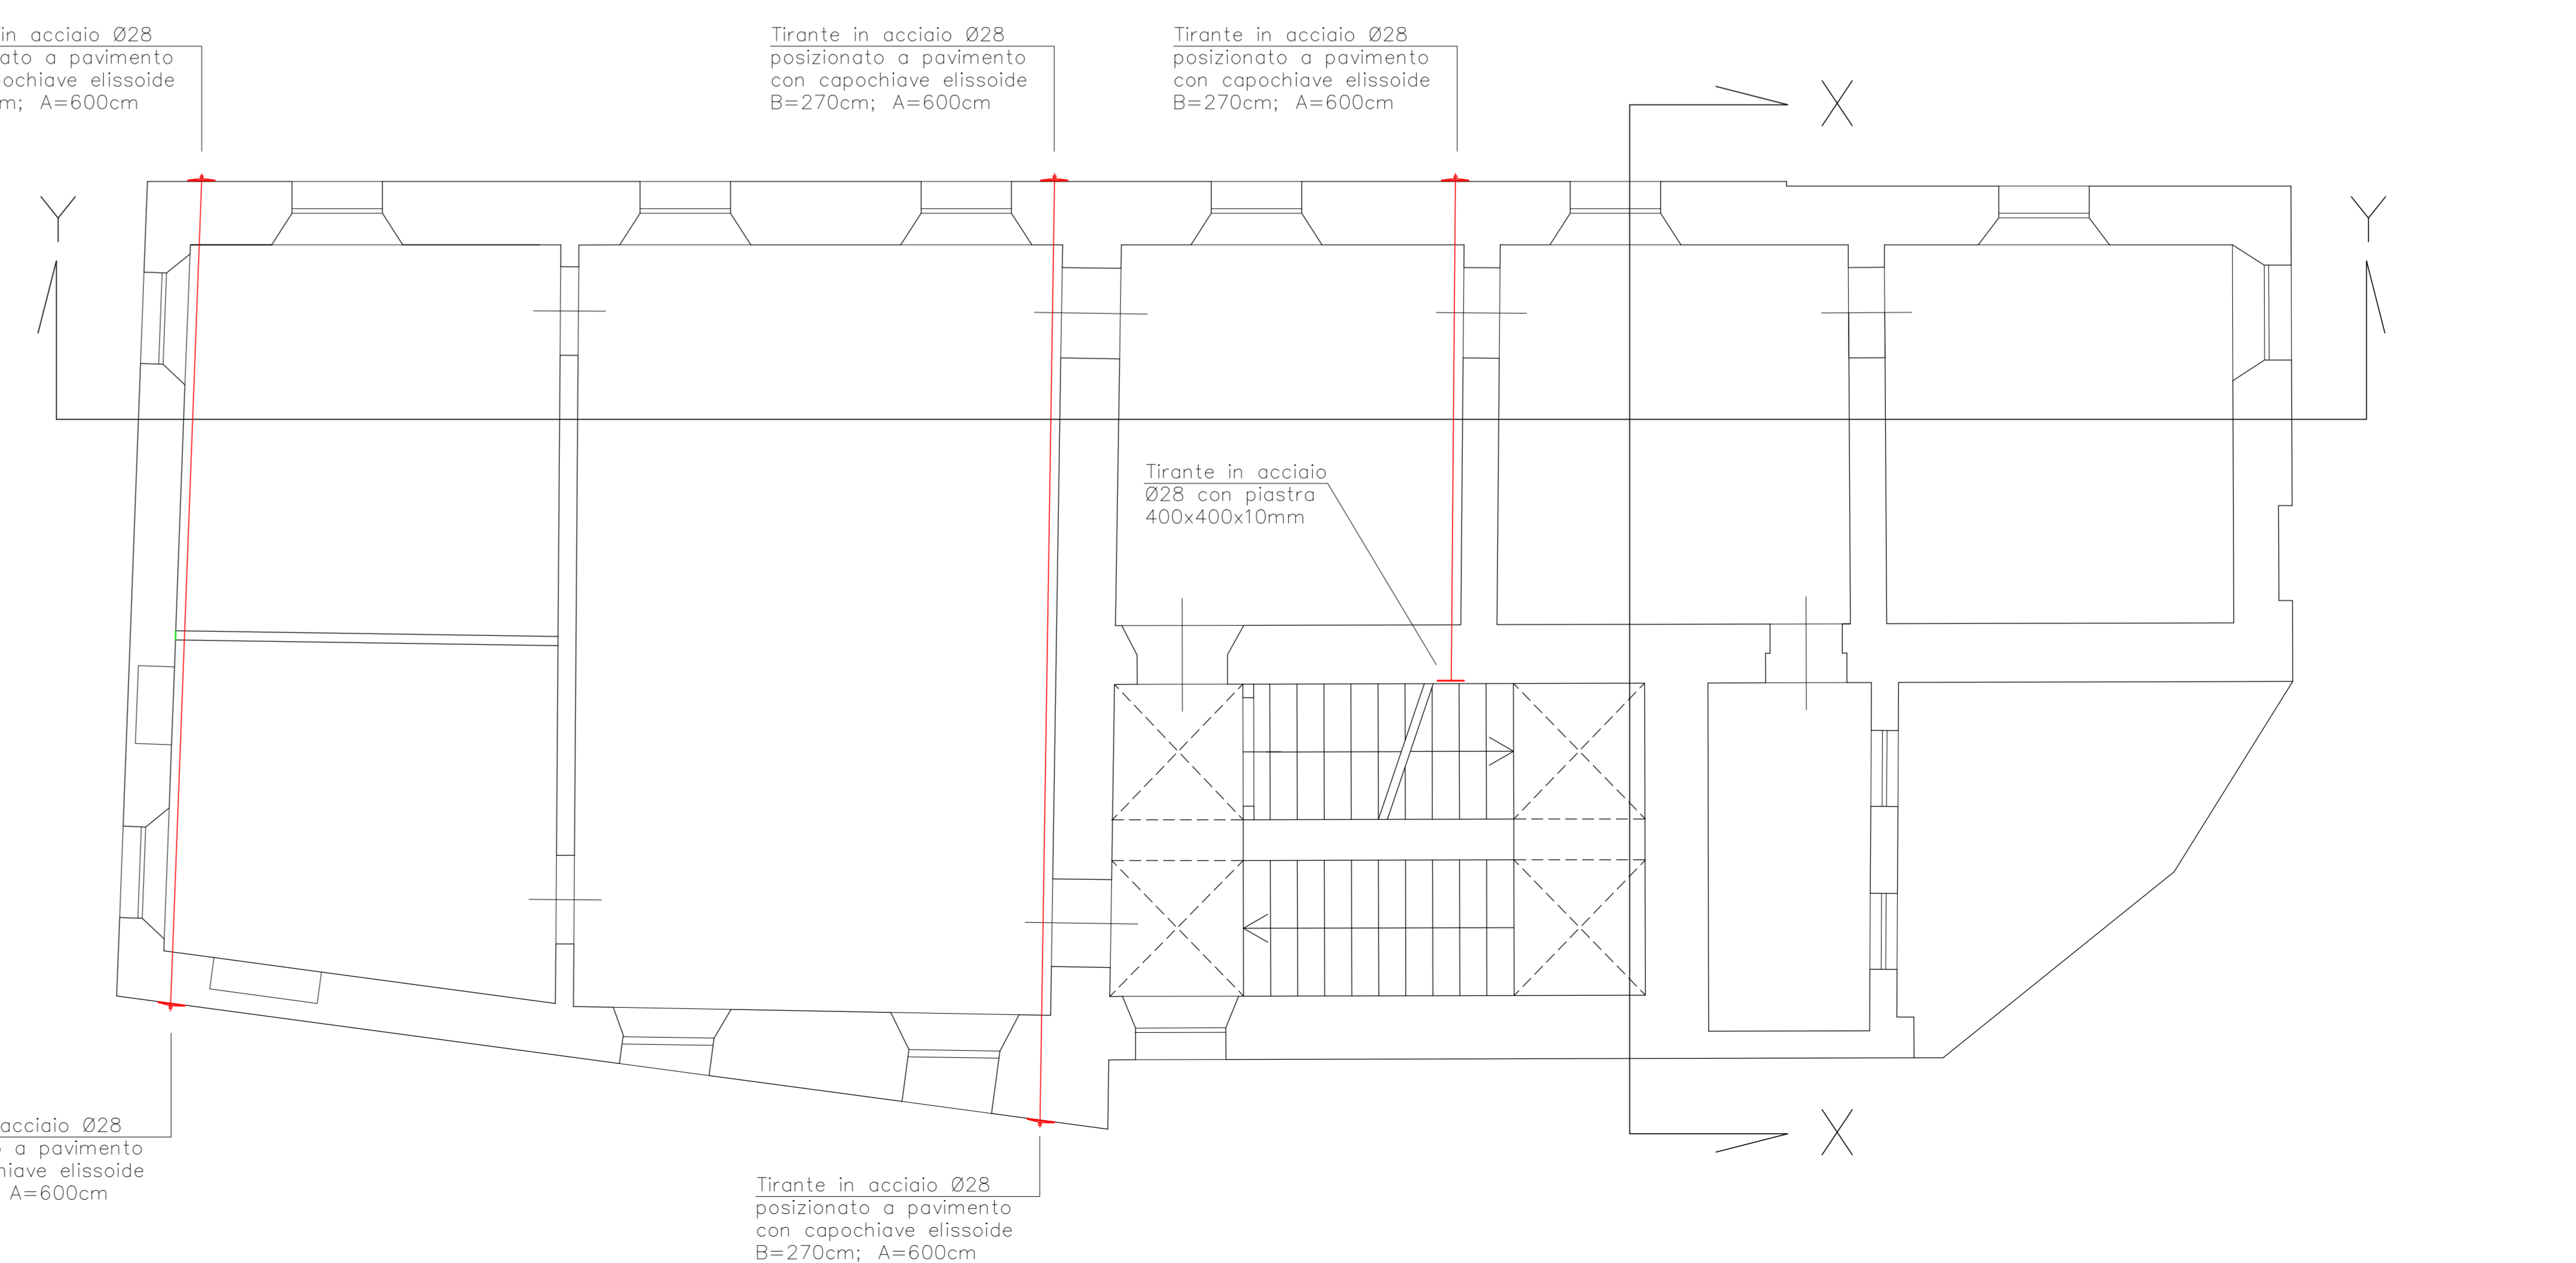 in acciaio Ø28
ato a pavimento
ochiave elissoide
m; A=600cm
Tirante in acciaio Ø28
posizionato a pavimento
con capochiave elissoide
B=270cm; A=600cm
Tirante in acciaio Ø28
posizionato a pavimento
con capochiave elissoide
B=270cm; A=600cm
X
Y
Y
Tirante in acciaio
Ø28 con piastra
400x400x10mm
acciaio Ø28
a pavimento
hiave elissoide
A=600cm
X
Tirante in acciaio Ø28
posizionato a pavimento
con capochiave elissoide
B=270cm; A=600cm